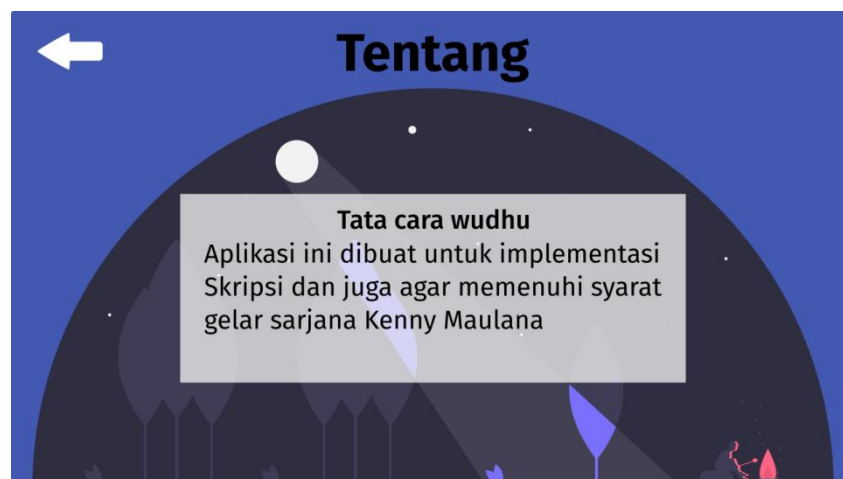 Tentang
Tata cara wudhu
Aplikasi ini dibuat untuk implementasi
Skripsi dan juga agar memenuhi syarat
gelar sarjana Kenny Maulana